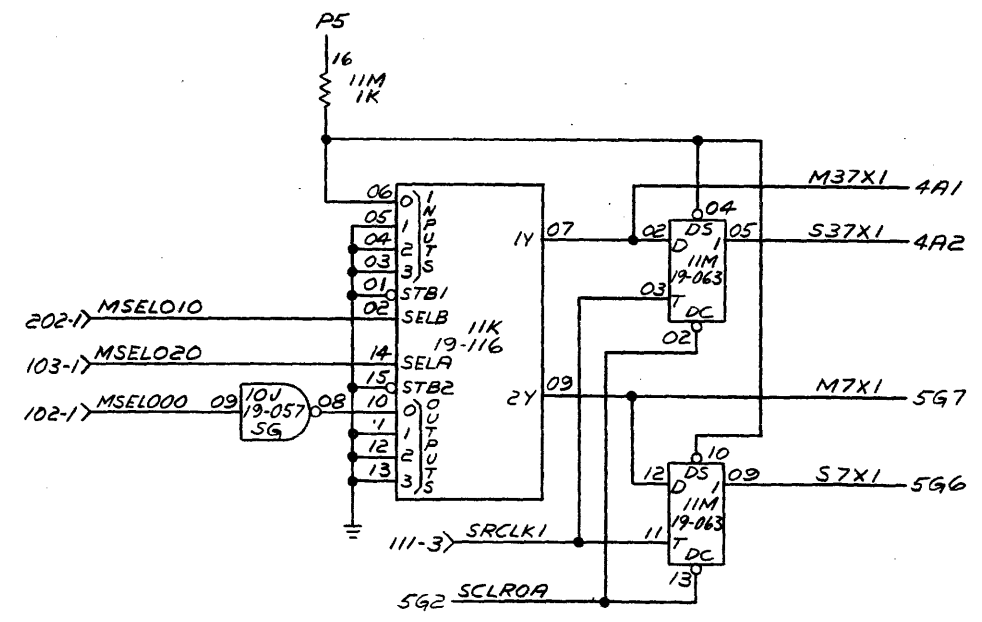 P5
16
11M
1K
M37X1 4A1
06 0
05 1
04 2
03 3
INPUTS
01 STB1
02 SELB
1Y 07
04
DS
02 D 1 05
11M
19-063
03 T
DC
02
S37X1 4A2
202-1 MSEL010
11K
19-116
103-1 MSEL020
14 SELA
15 STB2
102-1 MSEL000 09
10J
19-057
SG
08
10 0
11 1
12 2
13 3
OUTPUTS
2Y 09
M7X1 5G7
10
DS
12 D 1 09
11M
19-063
11 T
DC
13
S7X1 5G6
111-3 SRCLK1
5G2 SCLR0A